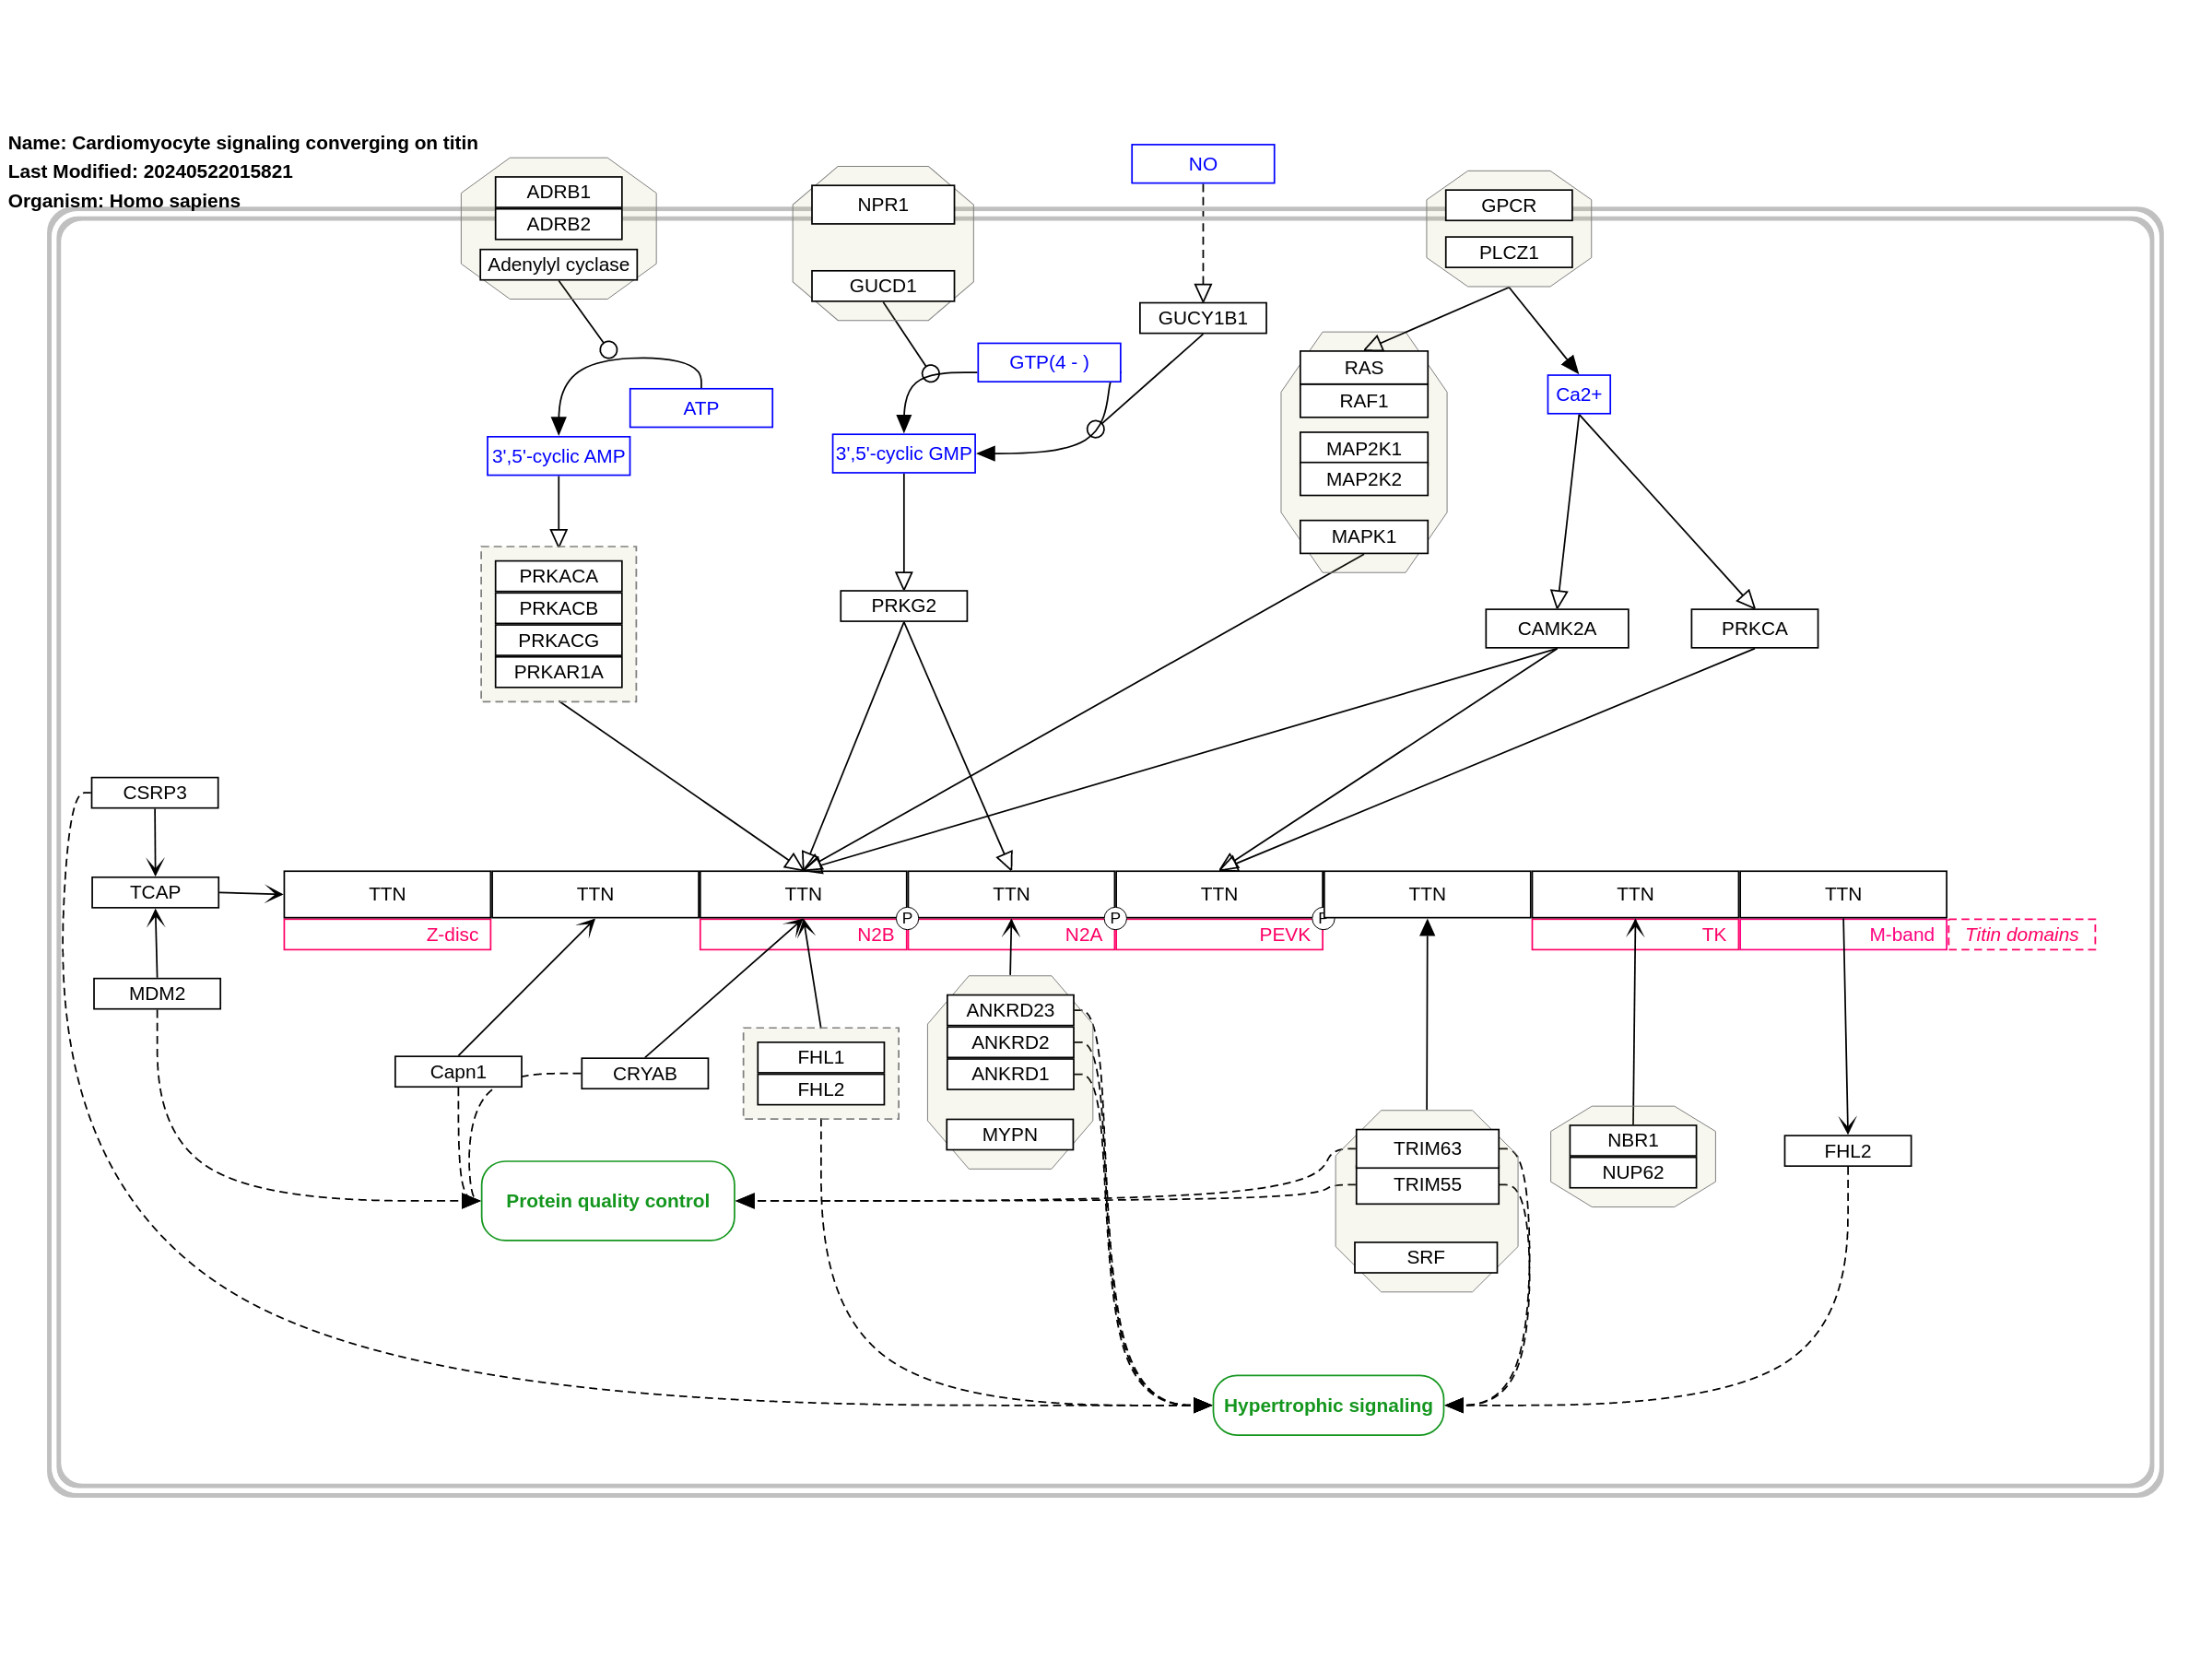 Name: Cardiomyocyte signaling converging on titin
Last Modified: 20240522015821
Organism: Homo sapiens
ADRB1
ADRB2
Adenylyl cyclase
NPR1
GUCD1
NO
GUCY1B1
GPCR
PLCZ1
GTP(4 - )
ATP
RAS
RAF1
MAP2K1
MAP2K2
MAPK1
Ca2+
3',5'-cyclic AMP
3',5'-cyclic GMP
PRKACA
PRKACB
PRKACG
PRKAR1A
PRKG2
CAMK2A
PRKCA
CSRP3
TCAP
MDM2
TTN
TTN
TTN
TTN
TTN
TTN
TTN
TTN
P
P
P
Z-disc
N2B
N2A
PEVK
TK
M-band
Titin domains
Capn1
CRYAB
FHL1
FHL2
ANKRD23
ANKRD2
ANKRD1
MYPN
TRIM63
TRIM55
SRF
NBR1
NUP62
FHL2
Protein quality control
Hypertrophic signaling